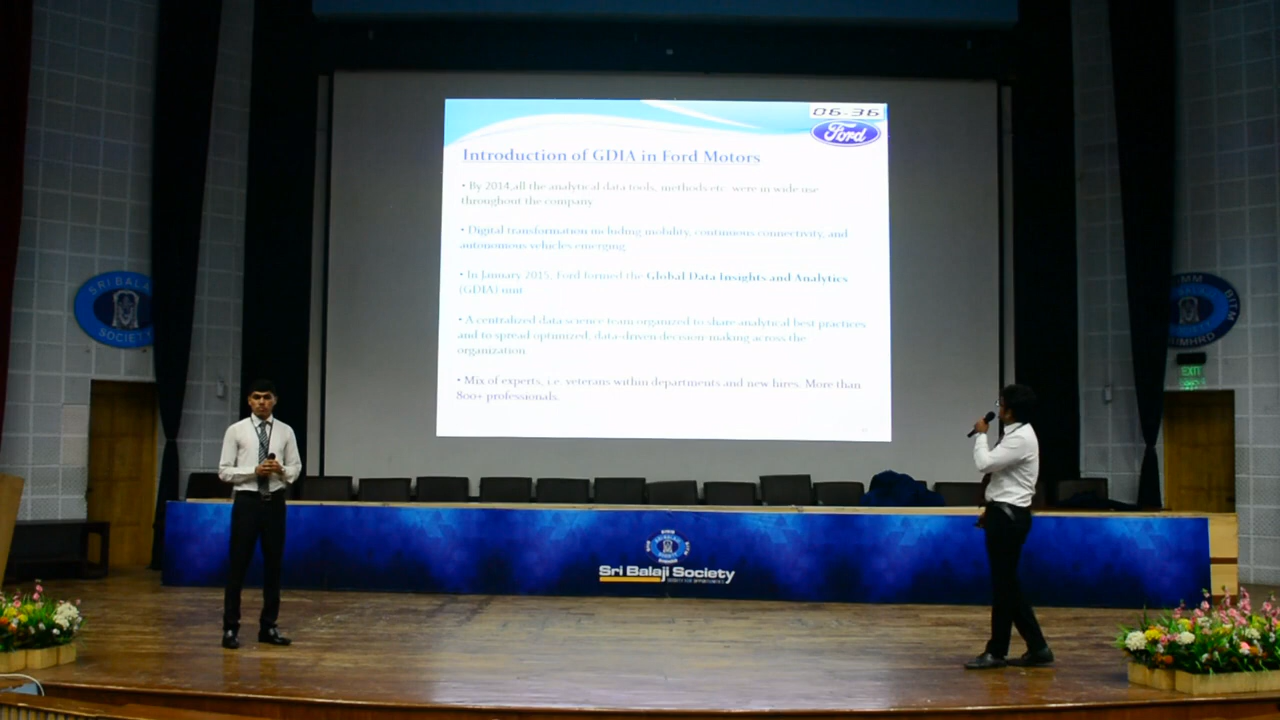 06:36
Ford
Introduction of GDIA in Ford Motors
• By 2014,all the analytical data tools, methods etc. were in wide use
throughout the company
• Digital transformation including mobility, continuous connectivity, and
autonomous vehicles emerging
• In January 2015, Ford formed the Global Data Insights and Analytics
(GDIA) unit
• A centralized data science team organized to share analytical best practices
and to spread optimized, data-driven decision making across the
organization
• Mix of experts, i.e. veterans within departments and new hires. More than
800+ professionals.
SRI BALA
SOCIETY
EXIT
Sri Balaji Society